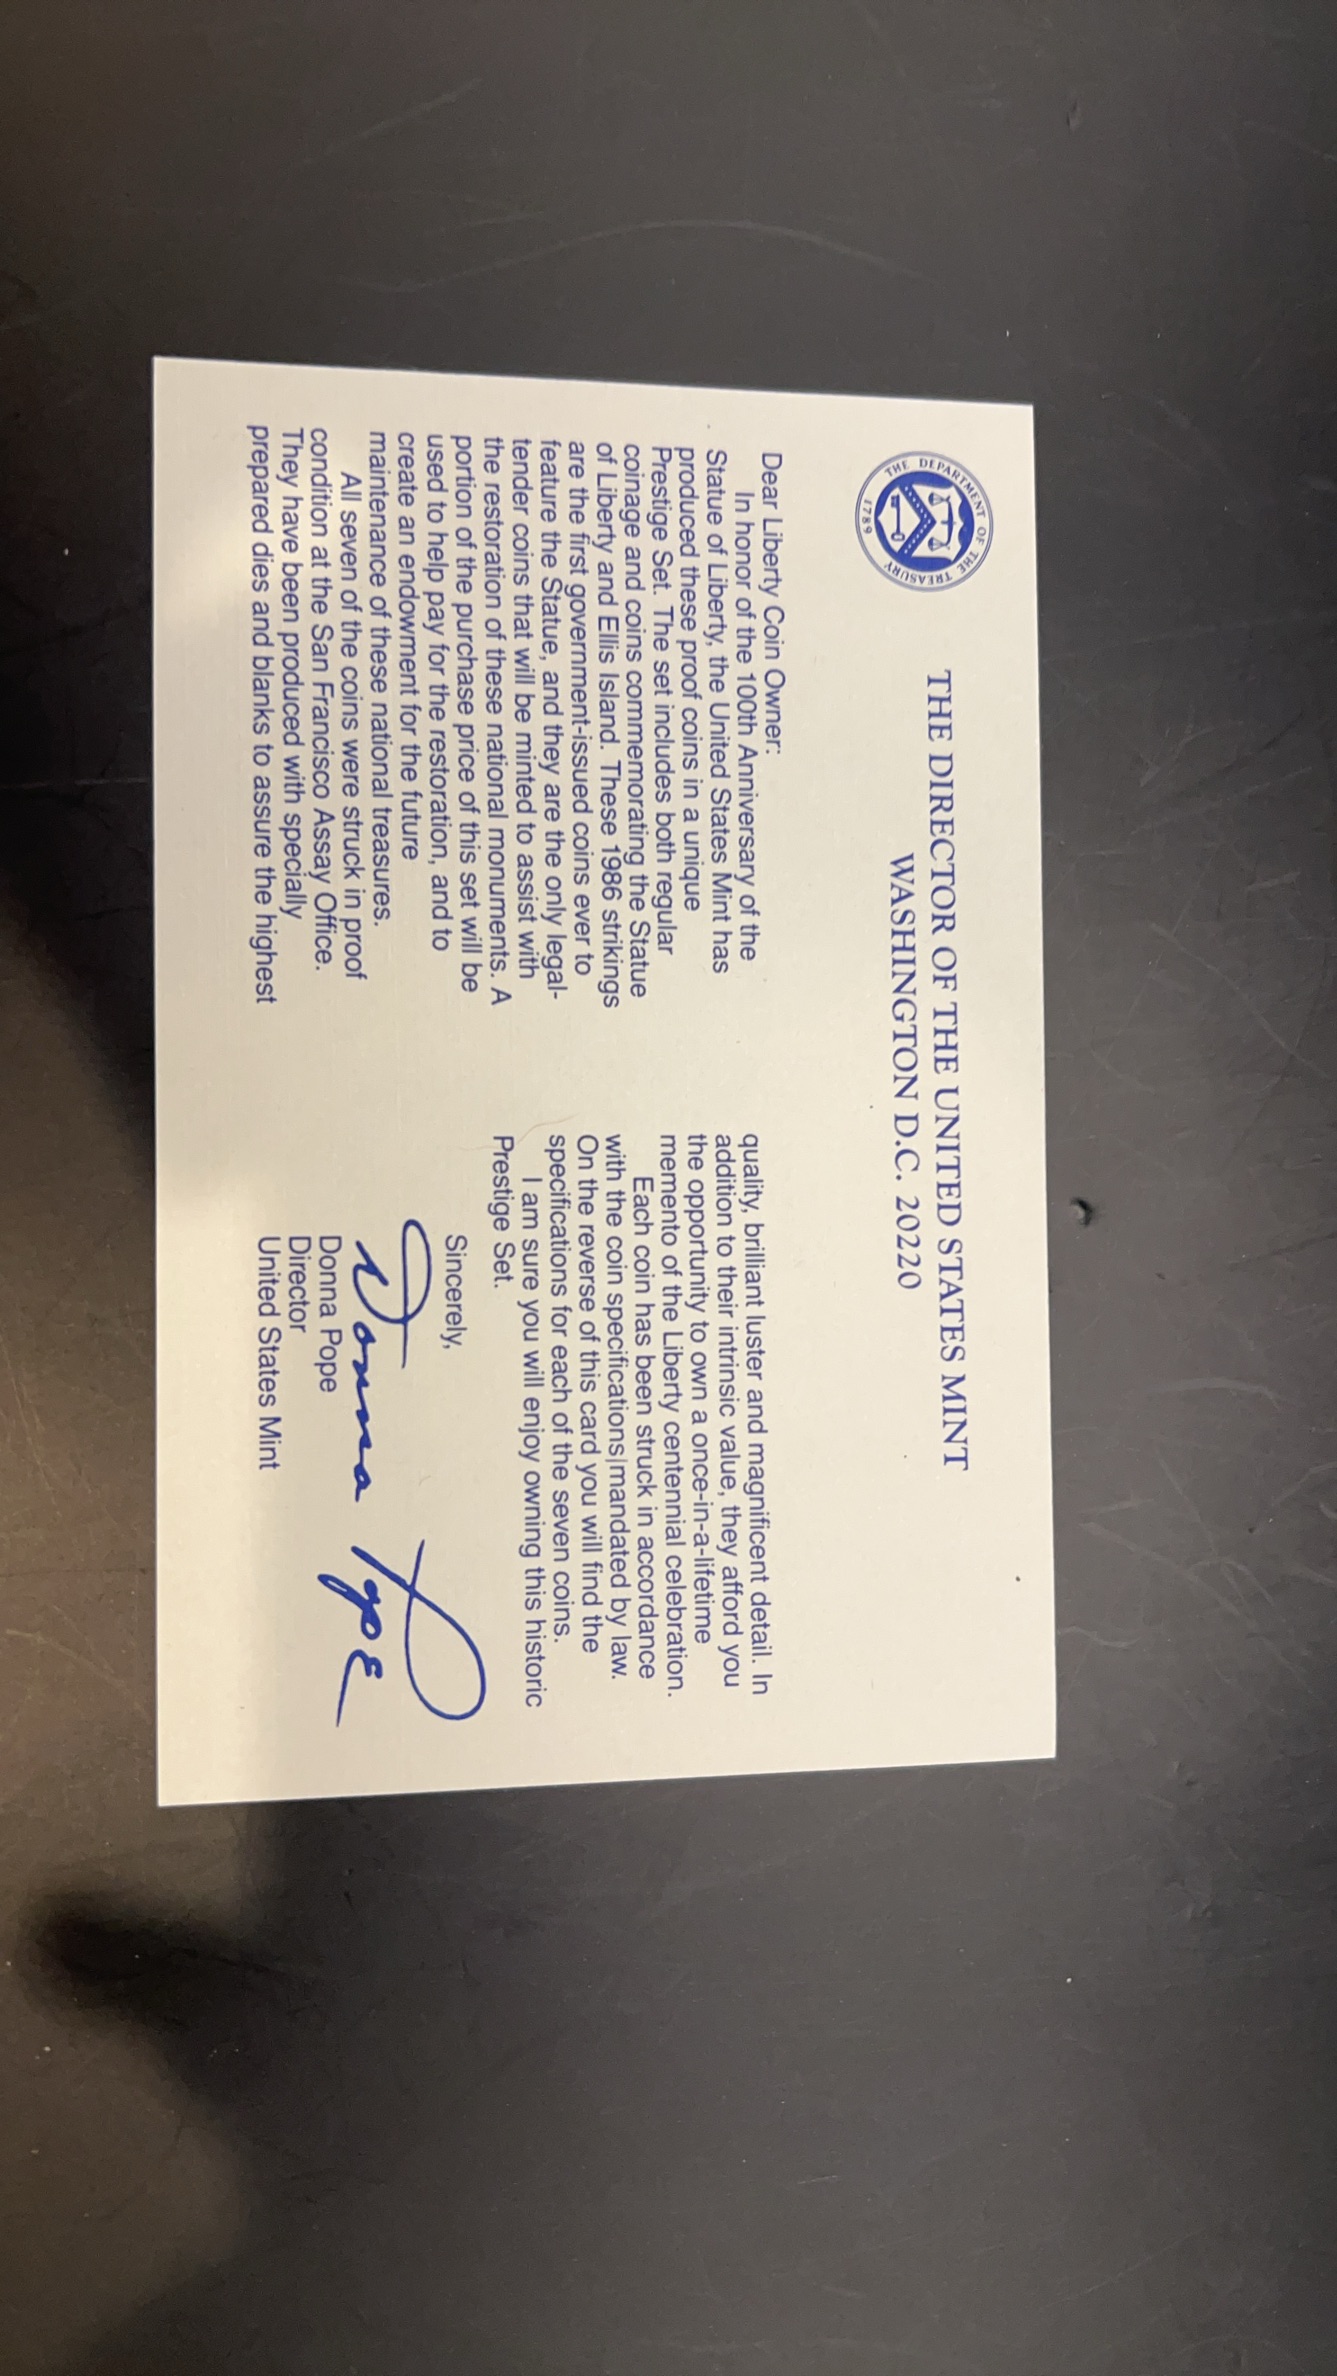 THE DEPARTMENT OF THE TREASURY
1789
THE DIRECTOR OF THE UNITED STATES MINT
WASHINGTON D.C. 20220
Dear Liberty Coin Owner:
In honor of the 100th Anniversary of the
Statue of Liberty, the United States Mint has
produced these proof coins in a unique
Prestige Set. The set includes both regular
coinage and coins commemorating the Statue
of Liberty and Ellis Island. These 1986 strikings
are the first government-issued coins ever to
feature the Statue, and they are the only legal-
tender coins that will be minted to assist with
the restoration of these national monuments. A
portion of the purchase price of this set will be
used to help pay for the restoration, and to
create an endowment for the future
maintenance of these national treasures.
All seven of the coins were struck in proof
condition at the San Francisco Assay Office.
They have been produced with specially
prepared dies and blanks to assure the highest
quality, brilliant luster and magnificent detail. In
addition to their intrinsic value, they afford you
the opportunity to own a once-in-a-lifetime
memento of the Liberty centennial celebration.
Each coin has been struck in accordance
with the coin specifications|mandated by law.
On the reverse of this card you will find the
specifications for each of the seven coins.
I am sure you will enjoy owning this historic
Prestige Set.
Sincerely,
Donna Pope
Donna Pope
Director
United States Mint